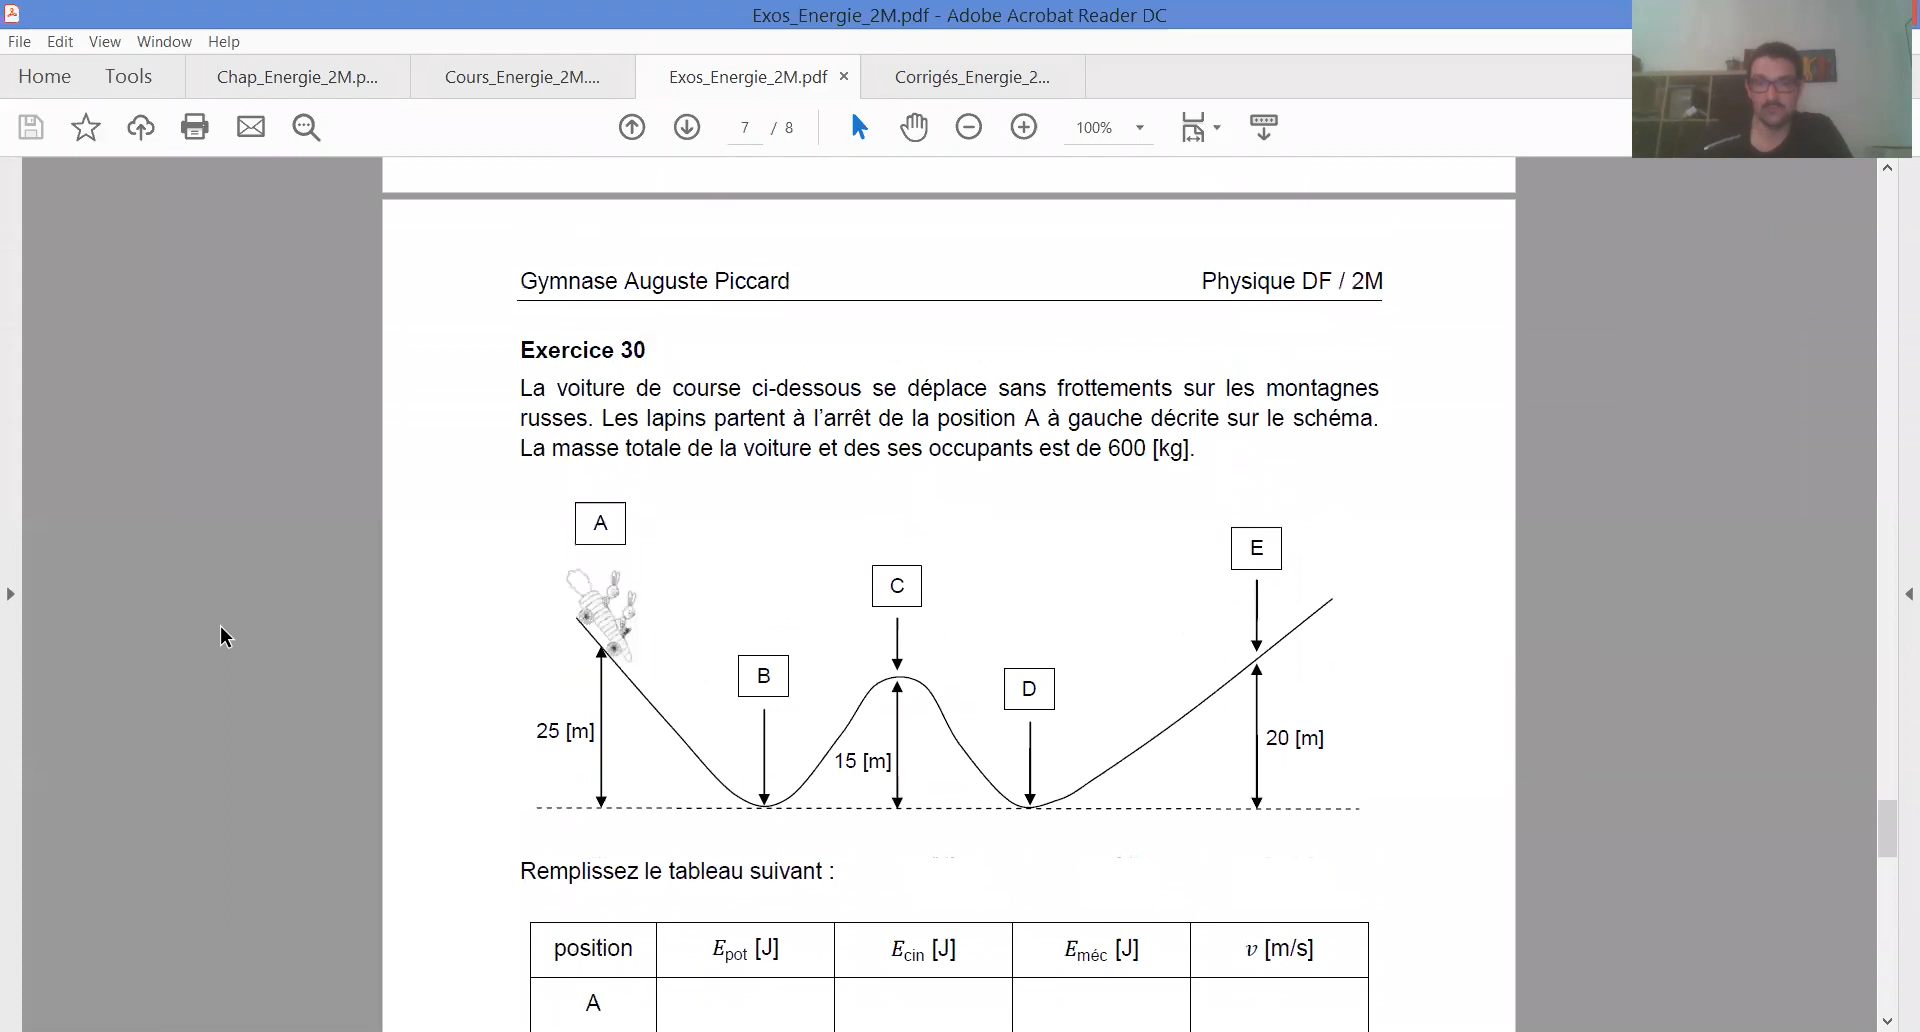 Exos_Energie_2M.pdf - Adobe Acrobat Reader DC
File Edit View Window Help
Home Tools Chap_Energie_2M.p... Cours_Energie_2M.... Exos_Energie_2M.pdf × Corrigés_Energie_2...
7 / 8 100%
Gymnase Auguste Piccard Physique DF / 2M
Exercice 30
La voiture de course ci-dessous se déplace sans frottements sur les montagnes
russes. Les lapins partent à l'arrêt de la position A à gauche décrite sur le schéma.
La masse totale de la voiture et des ses occupants est de 600 [kg].
A
E
C
B
D
25 [m]
20 [m]
15 [m]
Remplissez le tableau suivant :
position Epot [J] Ecin [J] Eméc [J] v [m/s]
A